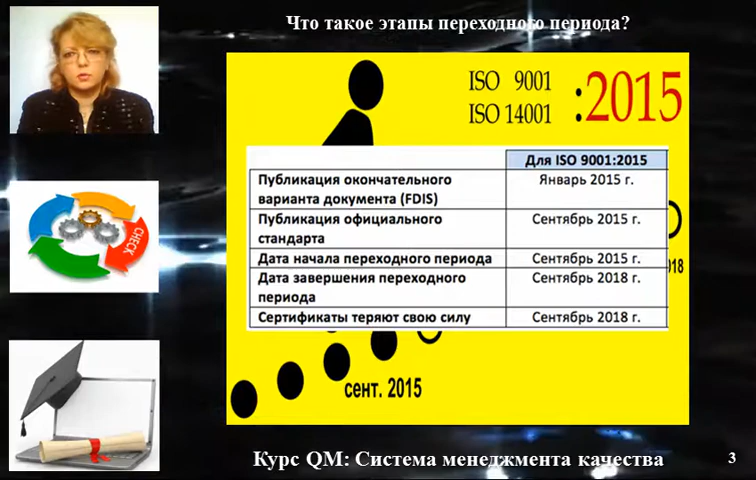 Что такое этапы переходного периода?
ISO 9001
ISO 14001
:2015
Для ISO 9001:2015
Публикация окончательного
варианта документа (FDIS)
Январь 2015 г.
Публикация официального
стандарта
Сентябрь 2015 г.
Дата начала переходного периода
Сентябрь 2015 г.
Дата завершения переходного
периода
Сентябрь 2018 г.
Сертификаты теряют свою силу
Сентябрь 2018 г.
CHECK
018
сент. 2015
Курс QM: Система менеджмента качества
3